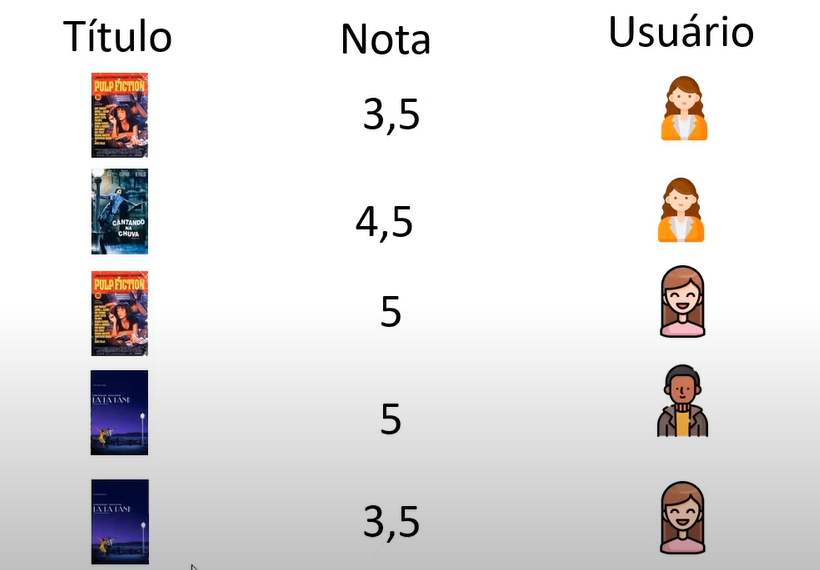 Título Nota Usuário
PULP FICTION
3,5
CANTANDO
NA
CHUVA
4,5
PULP FICTION
5
LA LA LAND
5
LA LA LAND
3,5